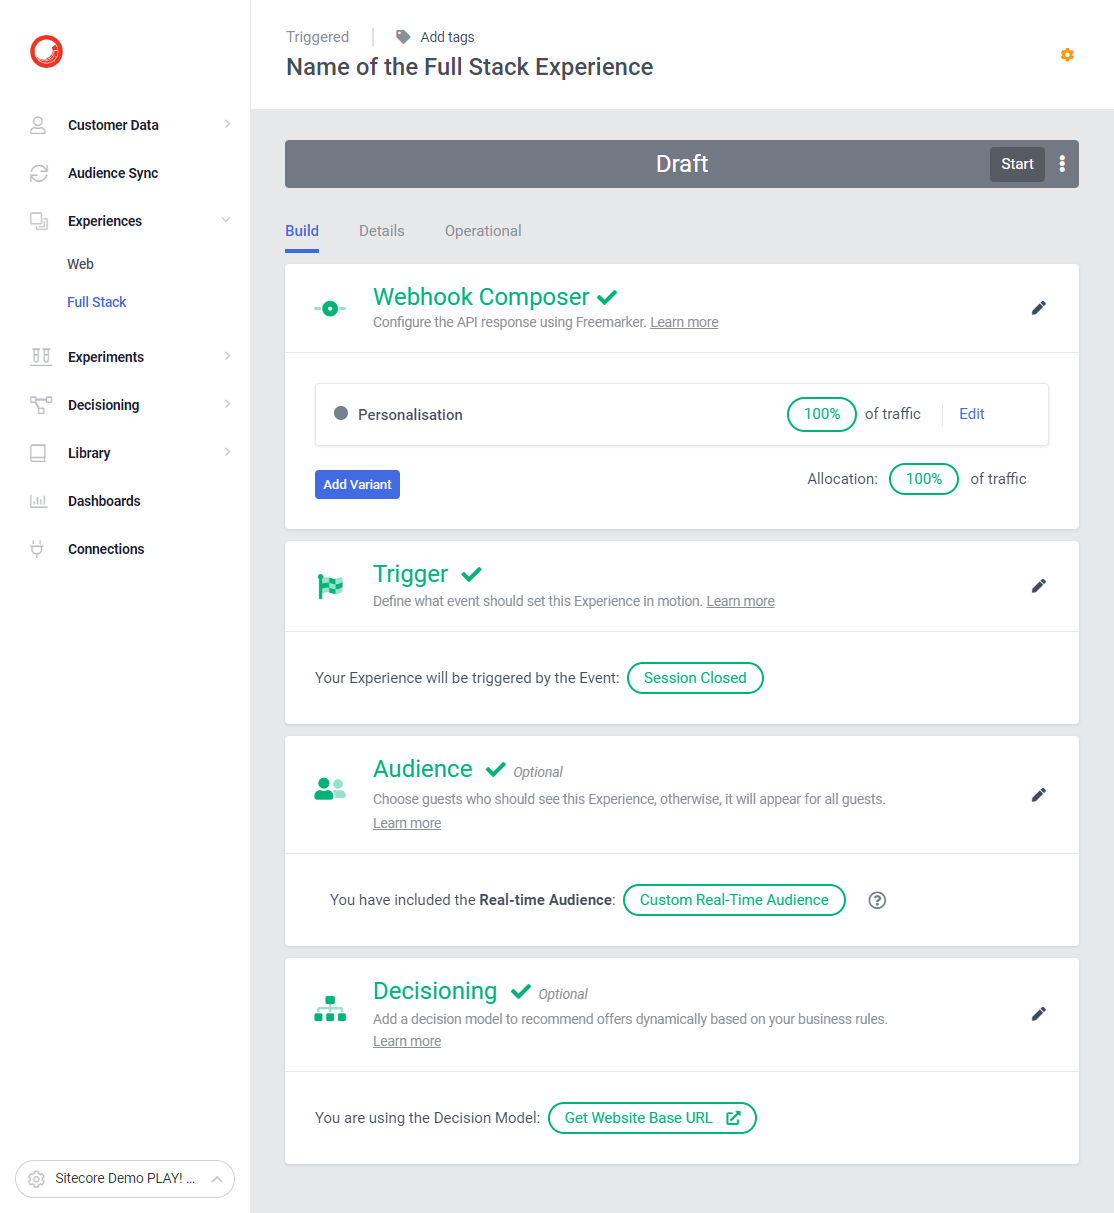 Triggered
Add tags
Name of the Full Stack Experience
Customer Data
Audience Sync
Experiences
Web
Full Stack
Experiments
Decisioning
Library
Dashboards
Connections
Sitecore Demo PLAY! ...
Draft
Start
Build
Details
Operational
Webhook Composer
Configure the API response using Freemarker. Learn more
Personalisation
100%
of traffic
Edit
Add Variant
Allocation:
100%
of traffic
Trigger
Define what event should set this Experience in motion. Learn more
Your Experience will be triggered by the Event: Session Closed
Audience
Optional
Choose guests who should see this Experience, otherwise, it will appear for all guests.
Learn more
You have included the Real-time Audience: Custom Real-Time Audience
Decisioning
Optional
Add a decision model to recommend offers dynamically based on your business rules.
Learn more
You are using the Decision Model: Get Website Base URL